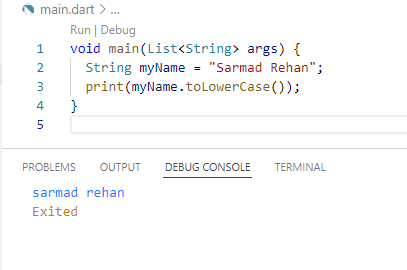 main.dart > ...
Run | Debug
1 void main(List<String> args) {
2   String myName = "Sarmad Rehan";
3   print(myName.toLowerCase());
4 }
5
PROBLEMS OUTPUT DEBUG CONSOLE TERMINAL
sarmad rehan
Exited